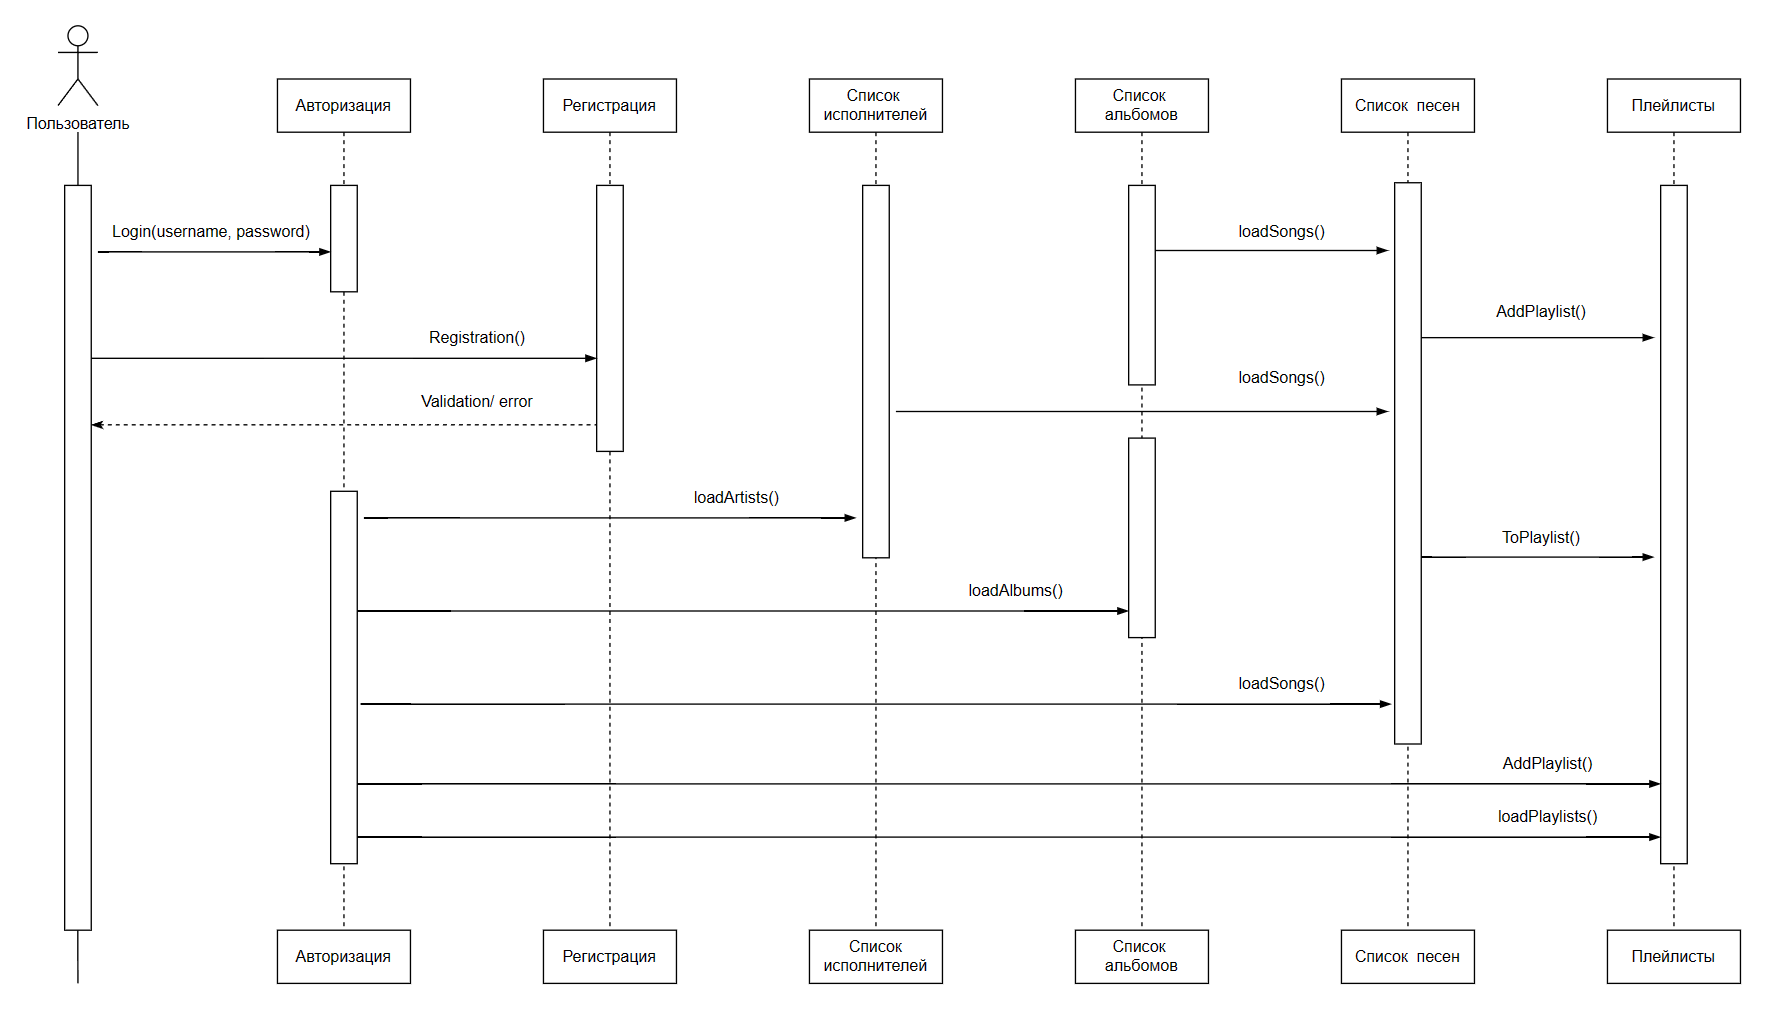 Пользователь
Авторизация
Регистрация
Список
исполнителей
Список
альбомов
Список песен
Плейлисты
Login(username, password)
loadSongs()
AddPlaylist()
Registration()
loadSongs()
Validation/ error
loadArtists()
ToPlaylist()
loadAlbums()
loadSongs()
AddPlaylist()
loadPlaylists()
Авторизация
Регистрация
Список
исполнителей
Список
альбомов
Список песен
Плейлисты